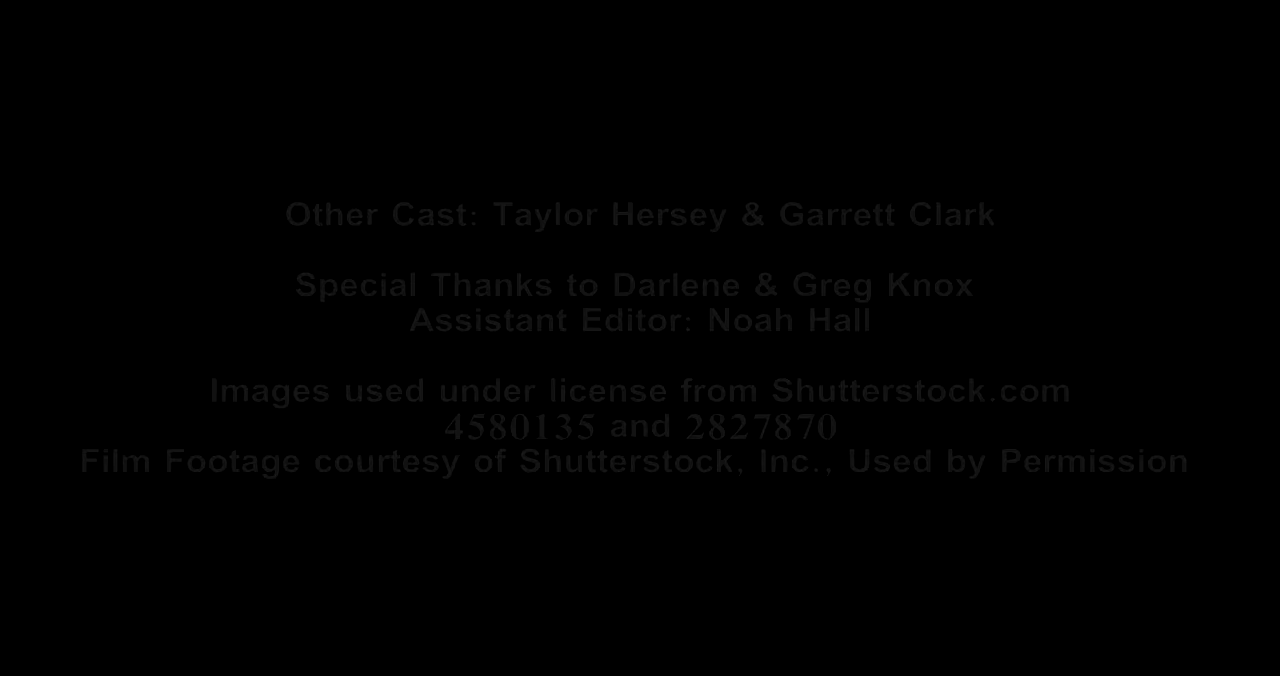 Other Cast: Taylor Hersey & Garrett Clark
Special Thanks to Darlene & Greg Knox
Assistant Editor: Noah Hall
Images used under license from Shutterstock.com
4580135 and 2827870
Film Footage courtesy of Shutterstock, Inc., Used by Permission